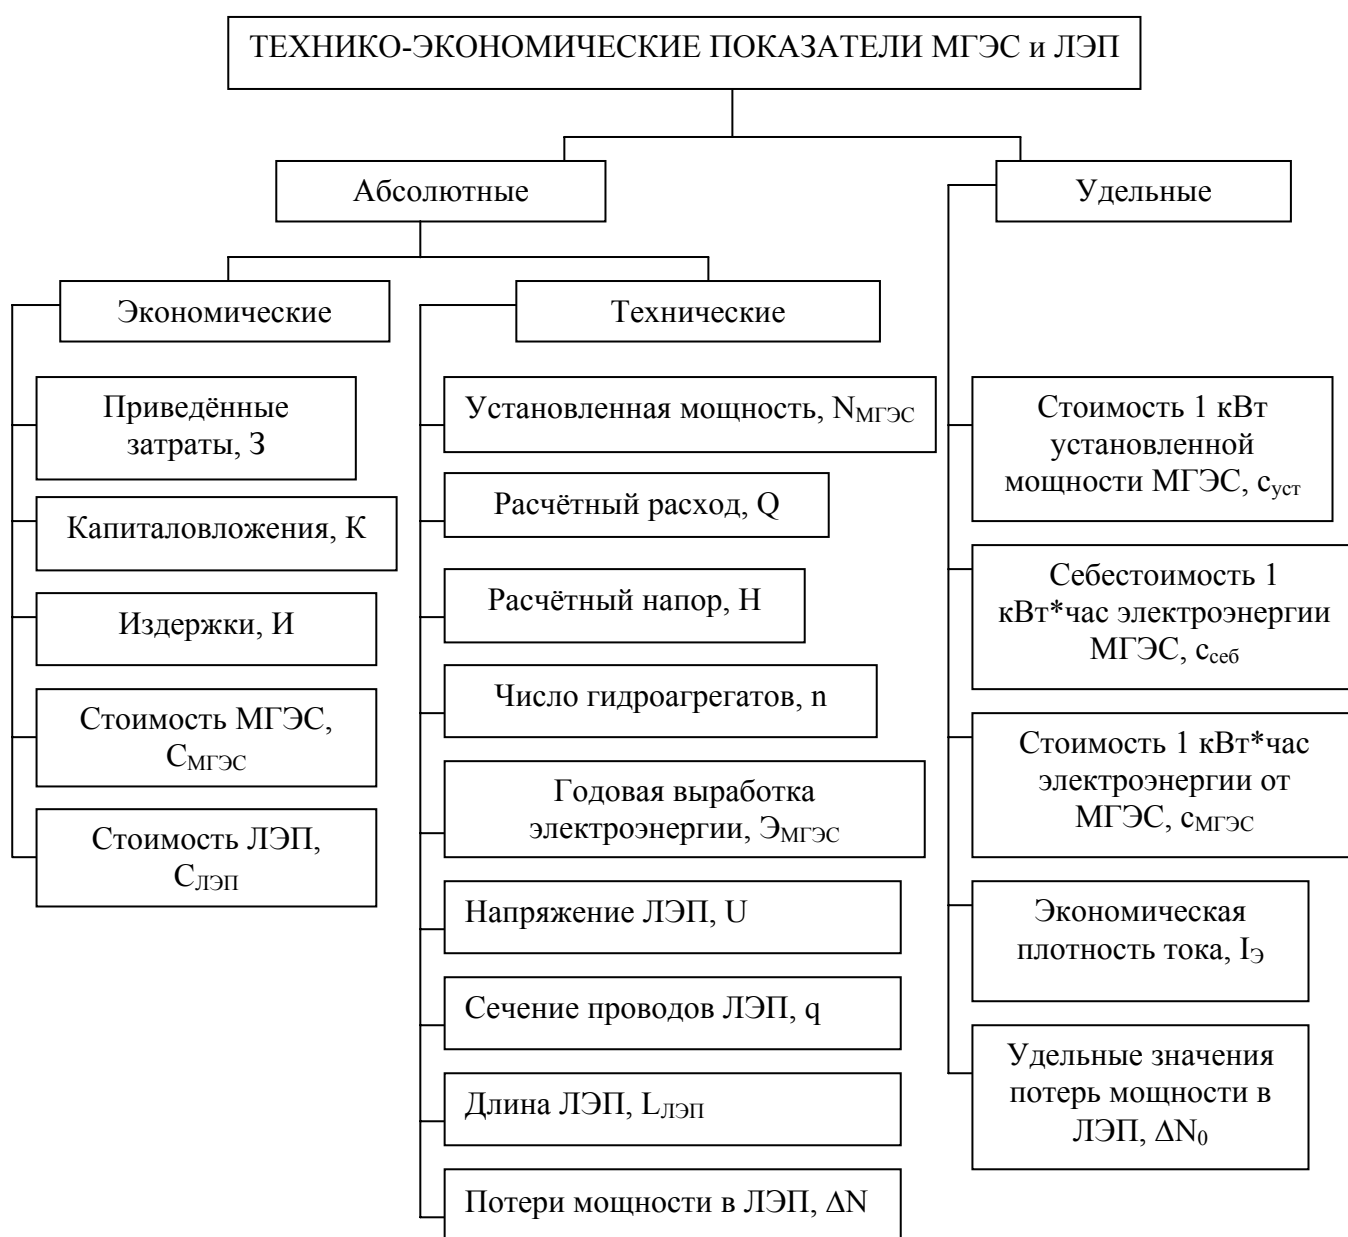 ТЕХНИКО-ЭКОНОМИЧЕСКИЕ ПОКАЗАТЕЛИ МГЭС и ЛЭП
Абсолютные
Удельные
Экономические
Технические
Приведённые
затраты, З
Капиталовложения, К
Издержки, И
Стоимость МГЭС,
СМГЭС
Стоимость ЛЭП,
СЛЭП
Установленная мощность, NМГЭС
Расчётный расход, Q
Расчётный напор, Н
Число гидроагрегатов, n
Годовая выработка
электроэнергии, ЭМГЭС
Напряжение ЛЭП, U
Сечение проводов ЛЭП, q
Длина ЛЭП, LЛЭП
Потери мощности в ЛЭП, ΔN
Стоимость 1 кВт
установленной
мощности МГЭС, суст
Себестоимость 1
кВт*час электроэнергии
МГЭС, ссеб
Стоимость 1 кВт*час
электроэнергии от
МГЭС, сМГЭС
Экономическая
плотность тока, IЭ
Удельные значения
потерь мощности в
ЛЭП, ΔN0